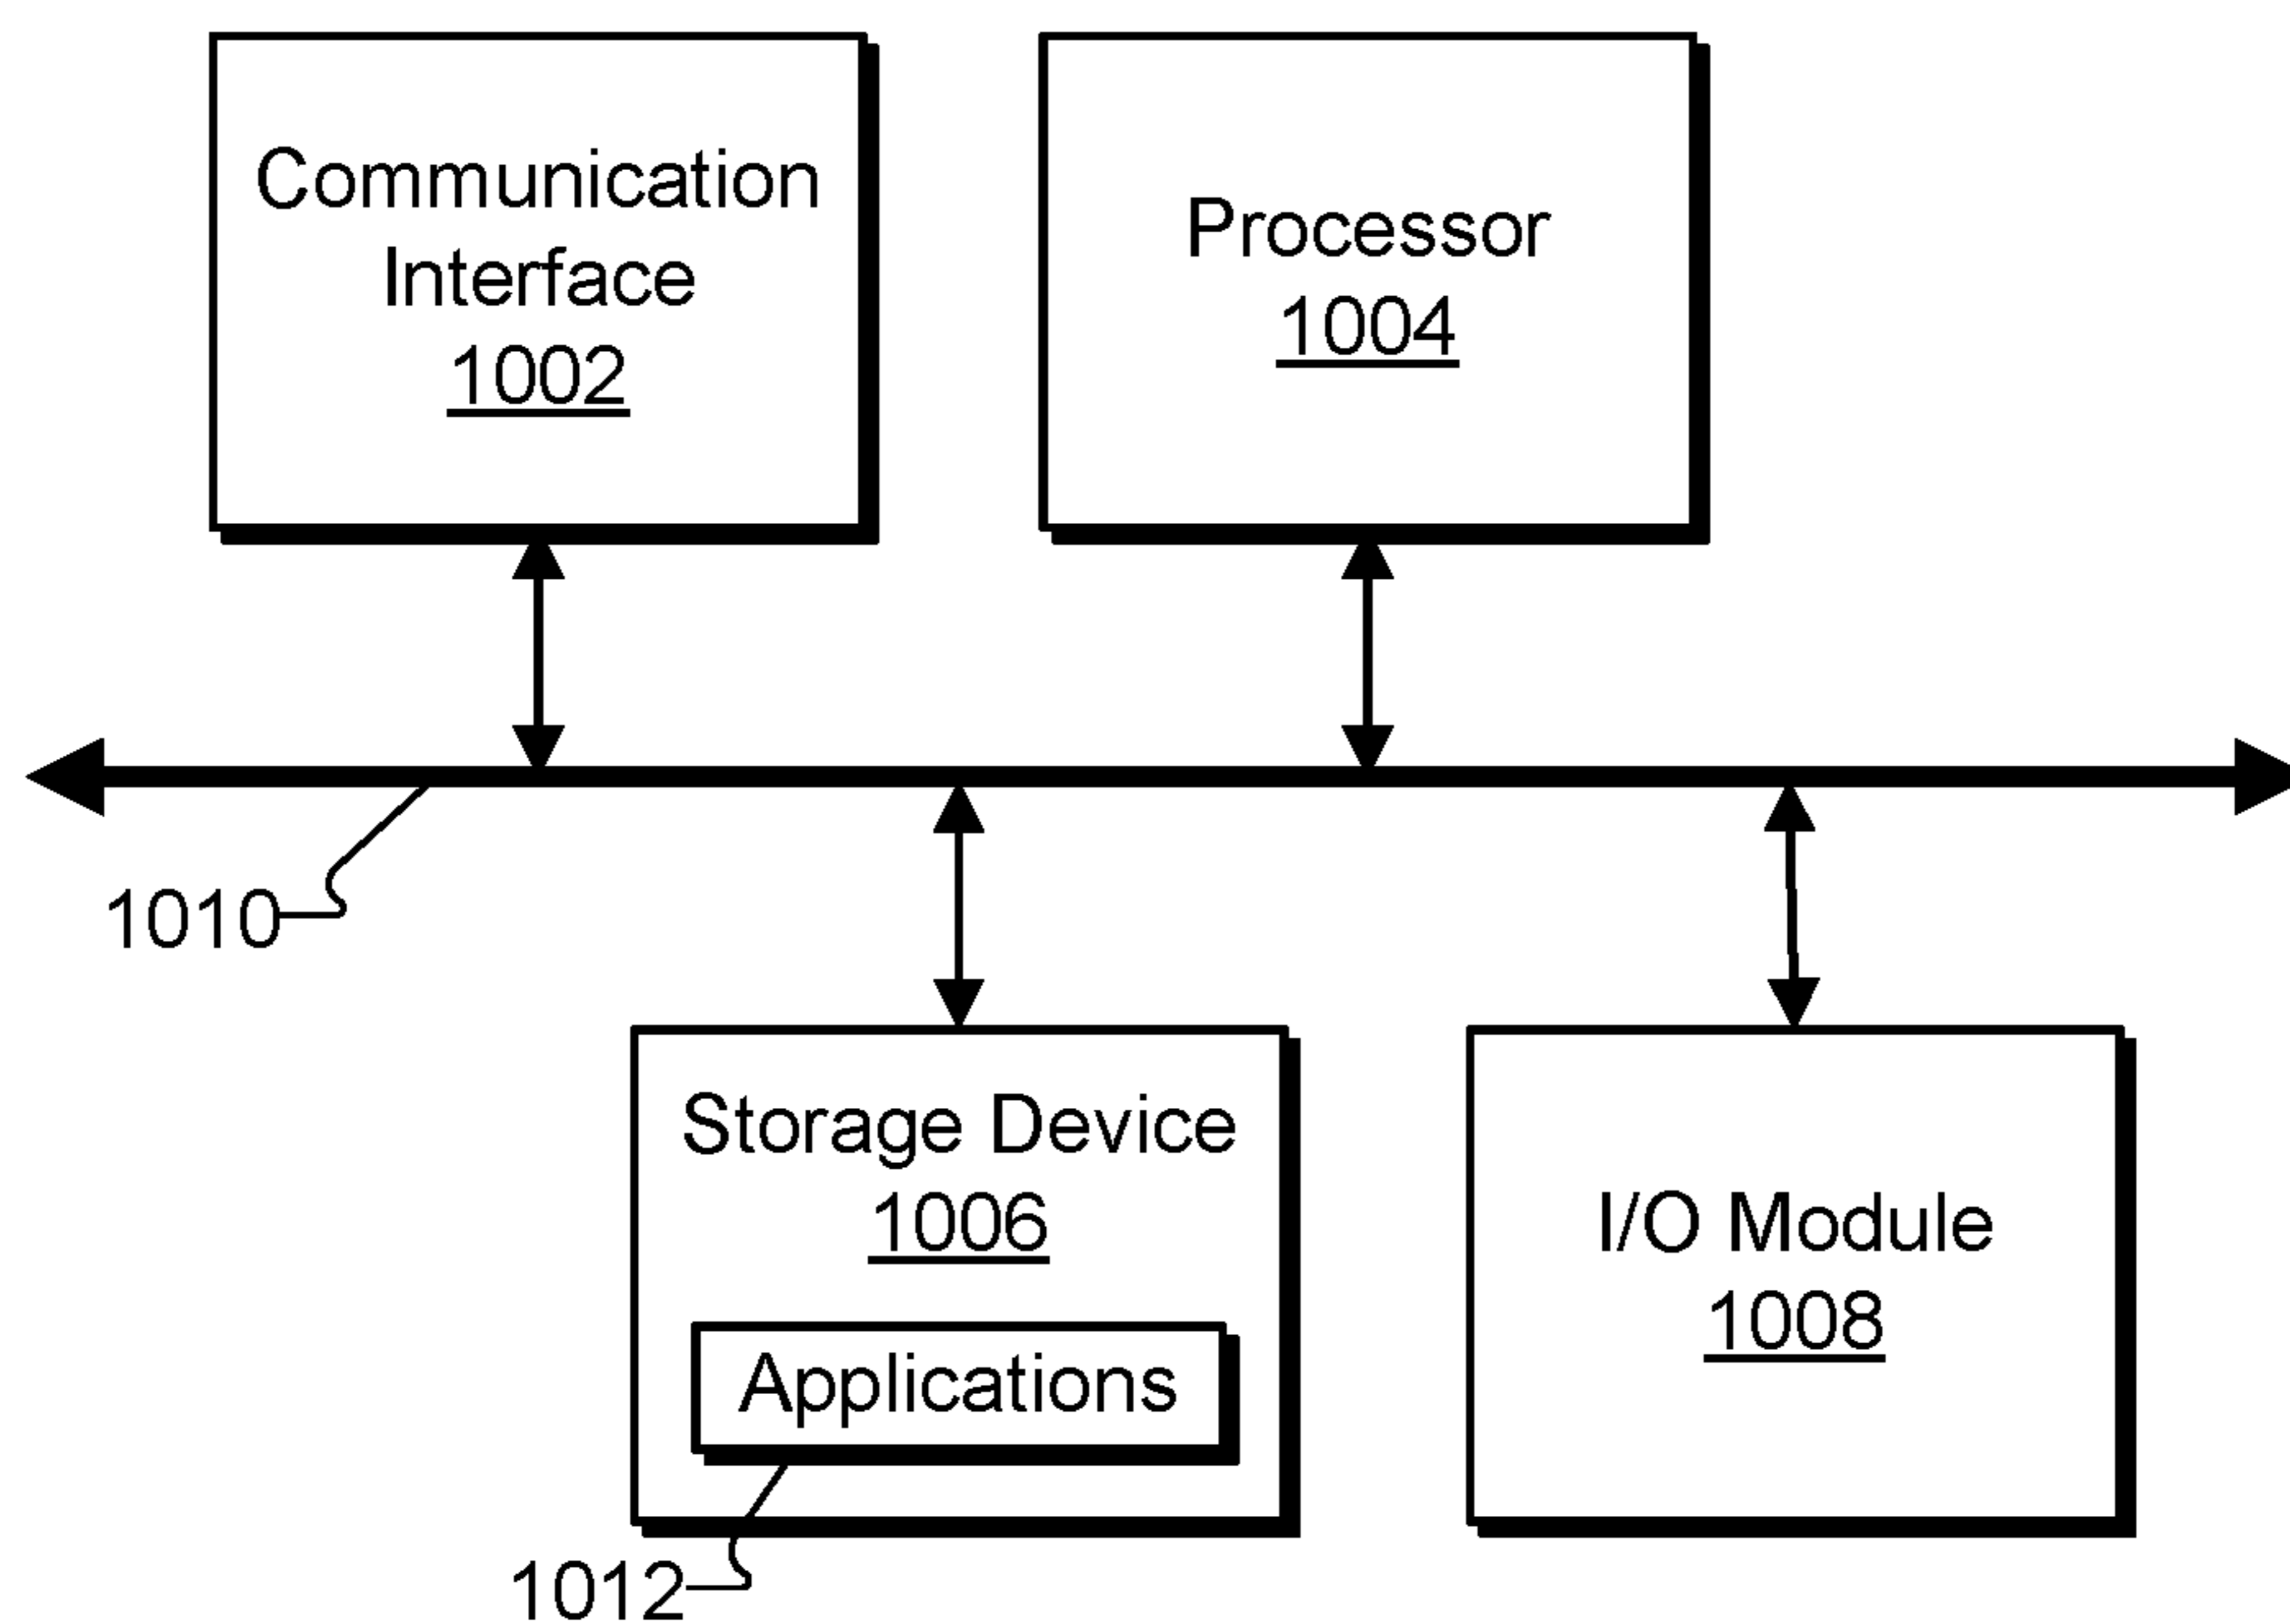 Communication
Interface
1002
Processor
1004
1010
Storage Device
1006
Applications
1012
I/O Module
1008